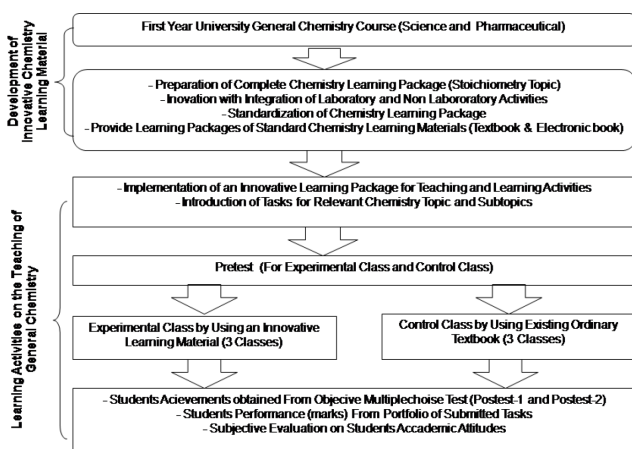 Development of
Innovative Chemistry
Learning Material
First Year University General Chemistry Course (Science and Pharmaceutical)
- Preparation of Complete Chemistry Learning Package (Stoichiometry Topic)
- Inovation with Integration of Laboratory and Non Labororatory Activities
- Standardization of Chemistry Learning Package
- Provide Learning Packages of Standard Chemistry Learning Materials (Textbook & Electronic book)
Learning Activities on the Teaching of
General Chemistry
- Implementation of an Innovative Learning Package for Teaching and Learning Activities
- Introduction of Tasks for Relevant Chemistry Topic and Subtopics
Pretest (For Experimental Class and Control Class)
Experimental Class by Using an Innovative
Learning Material (3 Classes)
Control Class by Using Existing Ordinary
Textbook (3 Classes)
- Students Acievements obtained From Objecive Multiplechoise Test (Postest-1 and Postest-2)
- Students Performance (marks) From Portfolio of Submitted Tasks
- Subjective Evaluation on Students Accademic Attitudes